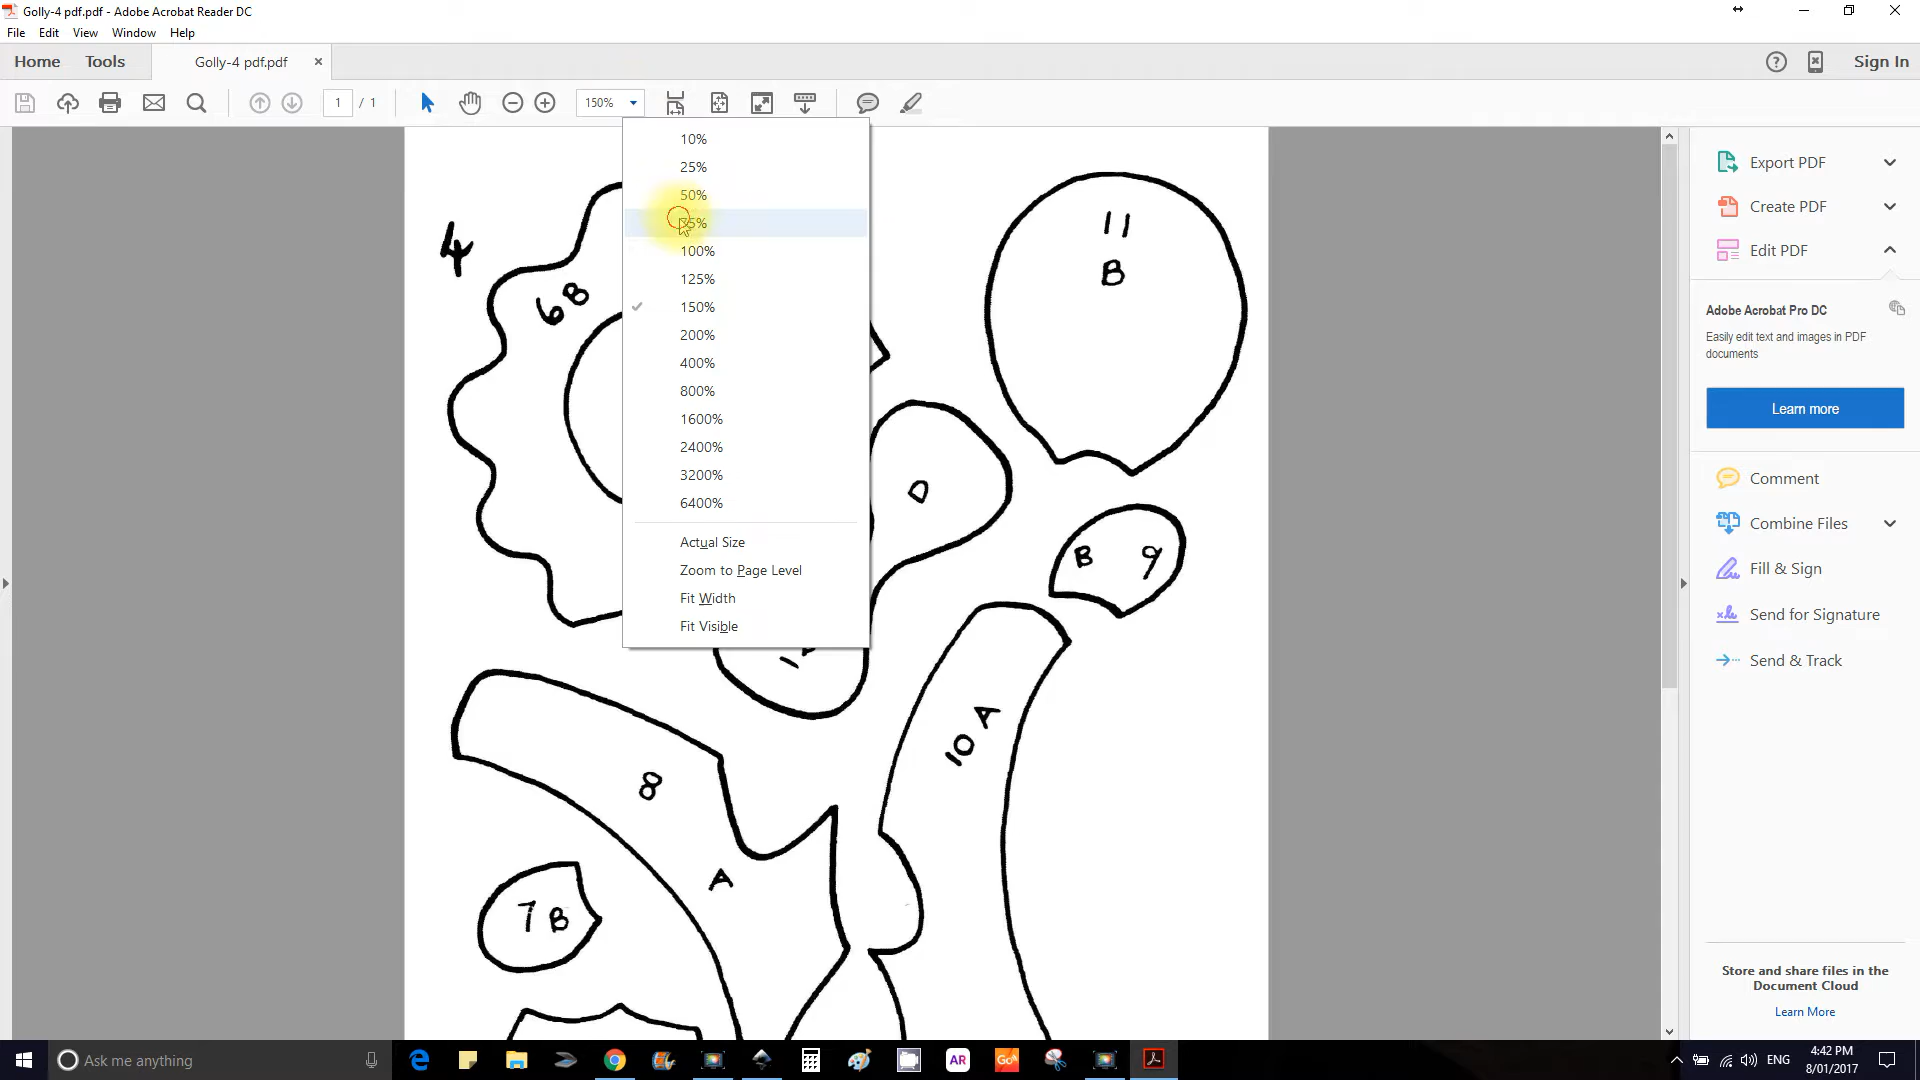 Golly-4 pdf.pdf - Adobe Acrobat Reader DC
File Edit View Window Help
Home Tools Golly-4 pdf.pdf × Sign In
1 / 1 150%
10%
25%
50%
75%
100%
125%
150%
200%
400%
800%
1600%
2400%
3200%
6400%
Actual Size
Zoom to Page Level
Fit Width
Fit Visible
4
6B
11
B
D
B 9
10 A
8
A
7 B
Export PDF
Create PDF
Edit PDF
Adobe Acrobat Pro DC
Easily edit text and images in PDF
documents
Learn more
Comment
Combine Files
Fill & Sign
Send for Signature
Send & Track
Store and share files in the
Document Cloud
Learn More
Ask me anything
AR
Go
ENG
4:42 PM
8/01/2017